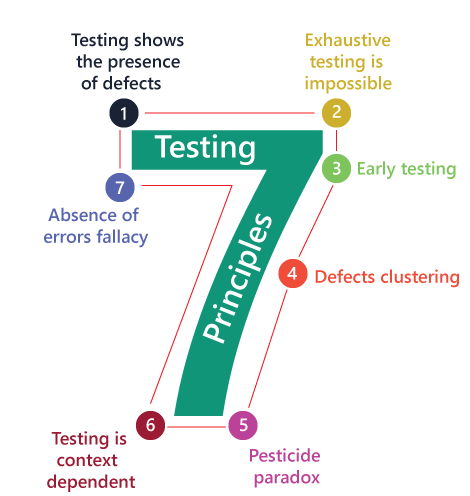 Testing shows
the presence
of defects
1
Exhaustive
testing is
impossible
2
Testing
3
Early testing
7
Absence of
errors fallacy
Principles
4
Defects clustering
6
Testing is
context
dependent
5
Pesticide
paradox